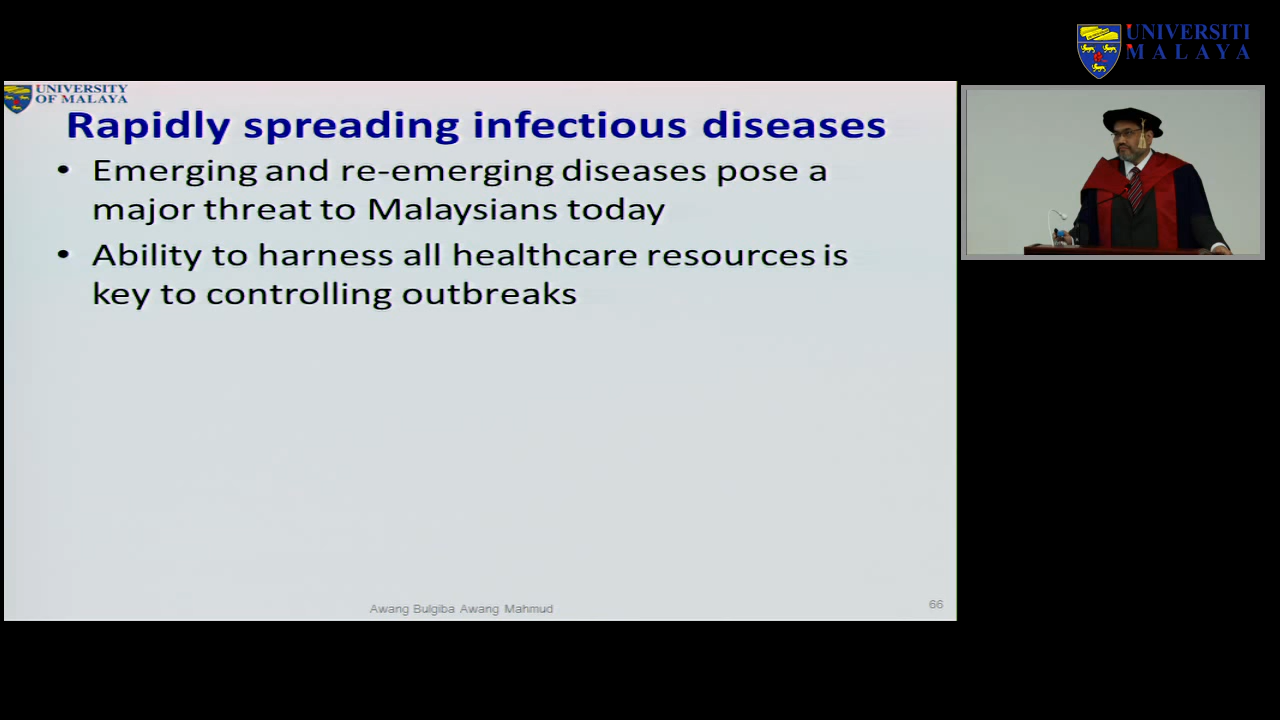 UNIVERSITI
MALAYA
UNIVERSITY
OF MALAYA
Rapidly spreading infectious diseases
• Emerging and re-emerging diseases pose a
major threat to Malaysians today
• Ability to harness all healthcare resources is
key to controlling outbreaks
Awang Bulgiba Awang Mahmud
66